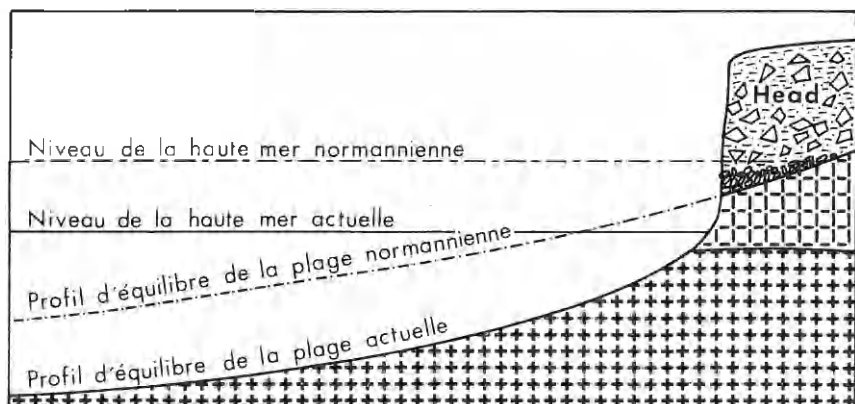 Head
Niveau de la haute mer normannienne
Niveau de la haute mer actuelle
Profil d'équilibre de la plage normannienne
Profil d'équilibre de la plage actuelle